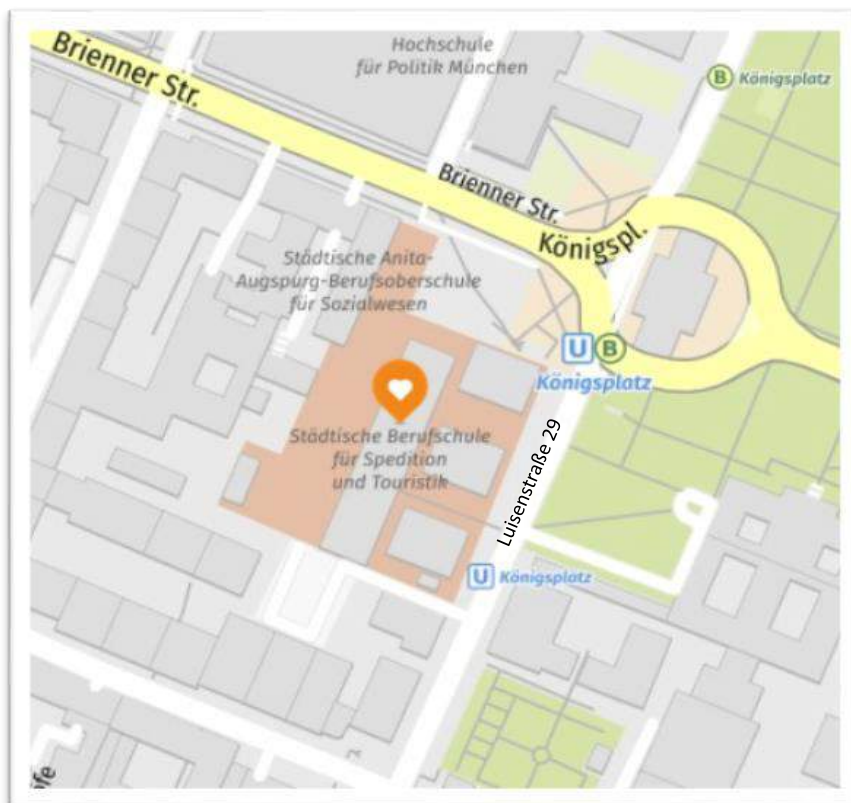 Brienner Str.
Hochschule
für Politik München
B Königsplatz
Brienner Str.
Königspl.
Städtische Anita-
Augspurg-Berufsoberschule
für Sozialwesen
U B
Königsplatz
Städtische Berufschule
für Spedition
und Touristik
Luisenstraße 29
U Königsplatz